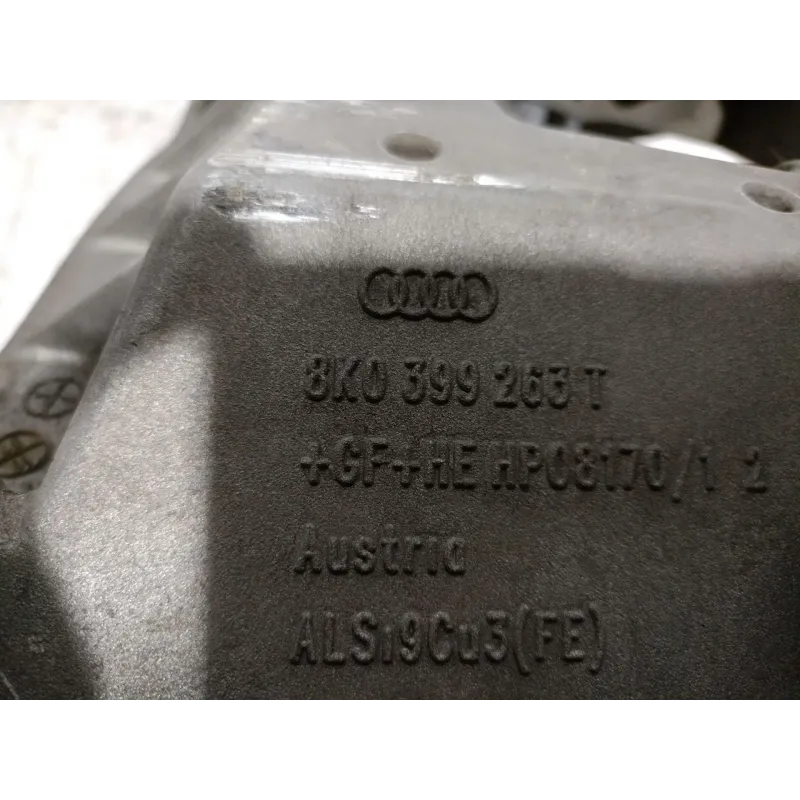 8K0 399 263 T
+GF+HE HP08170/1 2
Austria
ALSi9Cu3(FE)